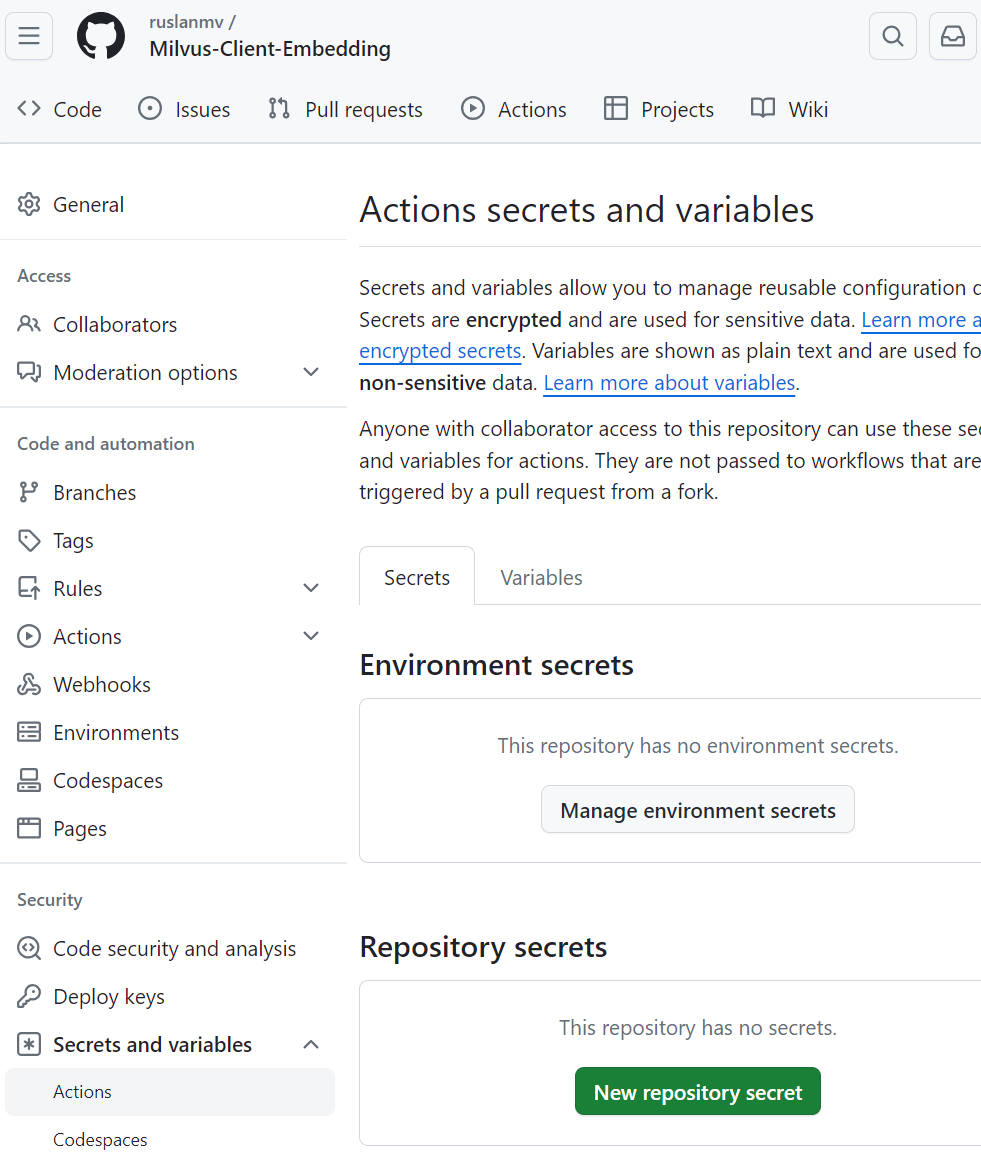 ruslanmv /
Milvus-Client-Embedding
Code Issues Pull requests Actions Projects Wiki
General
Access
Collaborators
Moderation options
Code and automation
Branches
Tags
Rules
Actions
Webhooks
Environments
Codespaces
Pages
Security
Code security and analysis
Deploy keys
Secrets and variables
Actions
Codespaces
Actions secrets and variables
Secrets and variables allow you to manage reusable configuration
Secrets are encrypted and are used for sensitive data. Learn more
encrypted secrets. Variables are shown as plain text and are used
non-sensitive data. Learn more about variables.
Anyone with collaborator access to this repository can use these
and variables for actions. They are not passed to workflows that are
triggered by a pull request from a fork.
Secrets Variables
Environment secrets
This repository has no environment secrets.
Manage environment secrets
Repository secrets
This repository has no secrets.
New repository secret